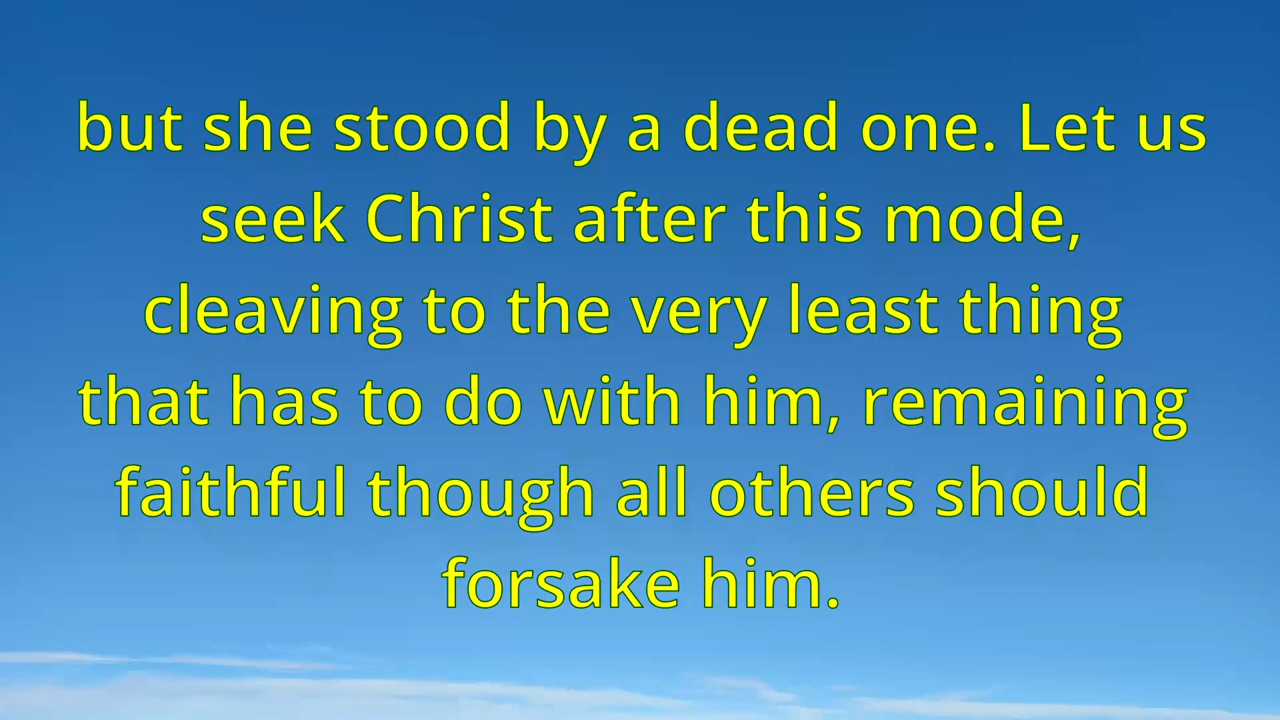 but she stood by a dead one. Let us
seek Christ after this mode,
cleaving to the very least thing
that has to do with him, remaining
faithful though all others should
forsake him.